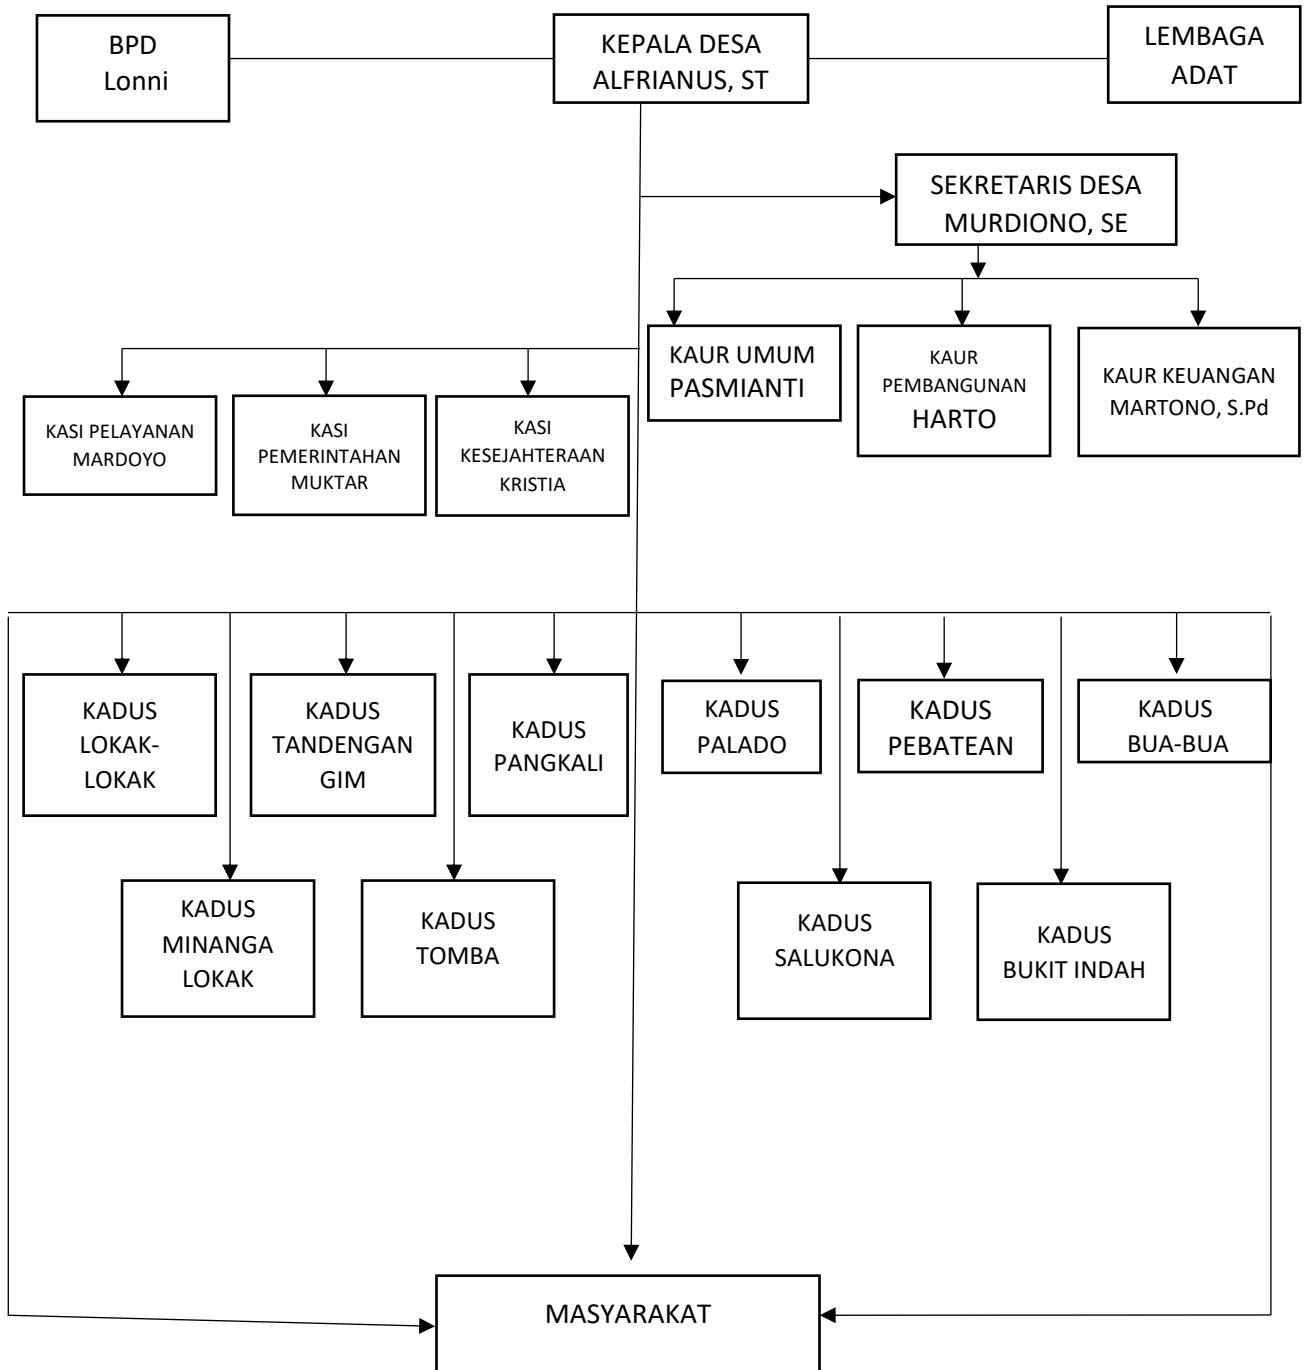 BPD
Lonni
KEPALA DESA
ALFRIANUS, ST
LEMBAGA
ADAT
SEKRETARIS DESA
MURDIONO, SE
KAUR UMUM
PASMIANTI
KAUR
PEMBANGUNAN
HARTO
KAUR KEUANGAN
MARTONO, S.Pd
KASI PELAYANAN
MARDOYO
KASI
PEMERINTAHAN
MUKTAR
KASI
KESEJAHTERAAN
KRISTIA
KADUS
LOKAK-
LOKAK
KADUS
TANDENGAN
GIM
KADUS
PANGKALI
KADUS
PALADO
KADUS
PEBATEAN
KADUS
BUA-BUA
KADUS
MINANGA
LOKAK
KADUS
TOMBA
KADUS
SALUKONA
KADUS
BUKIT INDAH
MASYARAKAT